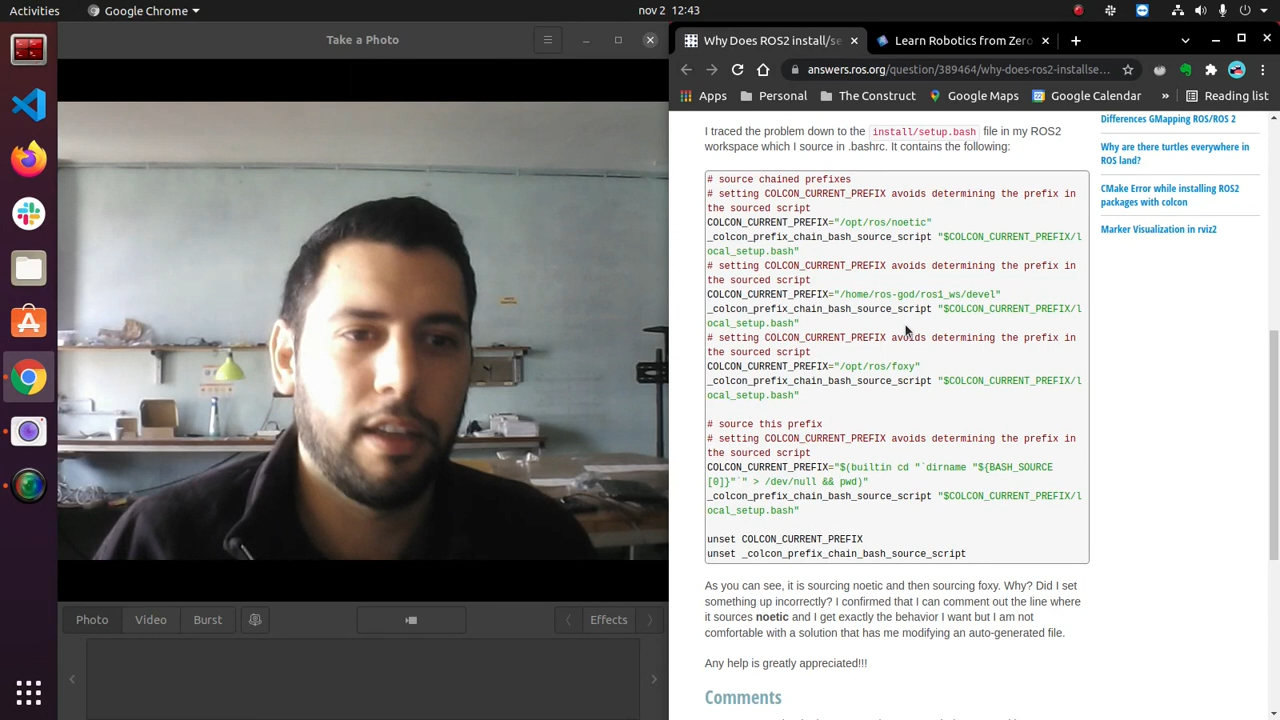 Activities
Google Chrome
nov 2 12:43
Take a Photo
Why Does ROS2 install/se
Learn Robotics from Zero
answers.ros.org/question/389464/why-does-ros2-installse…
Apps
Personal
The Construct
Google Maps
Google Calendar
»
Reading list
I traced the problem down to the install/setup.bash file in my ROS2
workspace which I source in .bashrc. It contains the following:
# source chained prefixes
# setting COLCON_CURRENT_PREFIX avoids determining the prefix in
the sourced script
COLCON_CURRENT_PREFIX="/opt/ros/noetic"
_colcon_prefix_chain_bash_source_script "$COLCON_CURRENT_PREFIX/l
ocal_setup.bash"
# setting COLCON_CURRENT_PREFIX avoids determining the prefix in
the sourced script
COLCON_CURRENT_PREFIX="/home/ros-god/ros1_ws/devel"
_colcon_prefix_chain_bash_source_script "$COLCON_CURRENT_PREFIX/l
ocal_setup.bash"
# setting COLCON_CURRENT_PREFIX avoids determining the prefix in
the sourced script
COLCON_CURRENT_PREFIX="/opt/ros/foxy"
_colcon_prefix_chain_bash_source_script "$COLCON_CURRENT_PREFIX/l
ocal_setup.bash"
# source this prefix
# setting COLCON_CURRENT_PREFIX avoids determining the prefix in
the sourced script
COLCON_CURRENT_PREFIX="$(builtin cd "`dirname "${BASH_SOURCE
[0]}"`" > /dev/null && pwd)"
_colcon_prefix_chain_bash_source_script "$COLCON_CURRENT_PREFIX/l
ocal_setup.bash"
unset COLCON_CURRENT_PREFIX
unset _colcon_prefix_chain_bash_source_script
As you can see, it is sourcing noetic and then sourcing foxy. Why? Did I set
something up incorrectly? I confirmed that I can comment out the line where
it sources noetic and I get exactly the behavior I want but I am not
comfortable with a solution that has me modifying an auto-generated file.
Any help is greatly appreciated!!!
Comments
Differences GMapping ROS/ROS 2
Why are there turtles everywhere in
ROS land?
CMake Error while installing ROS2
packages with colcon
Marker Visualization in rviz2
Photo
Video
Burst
Effects